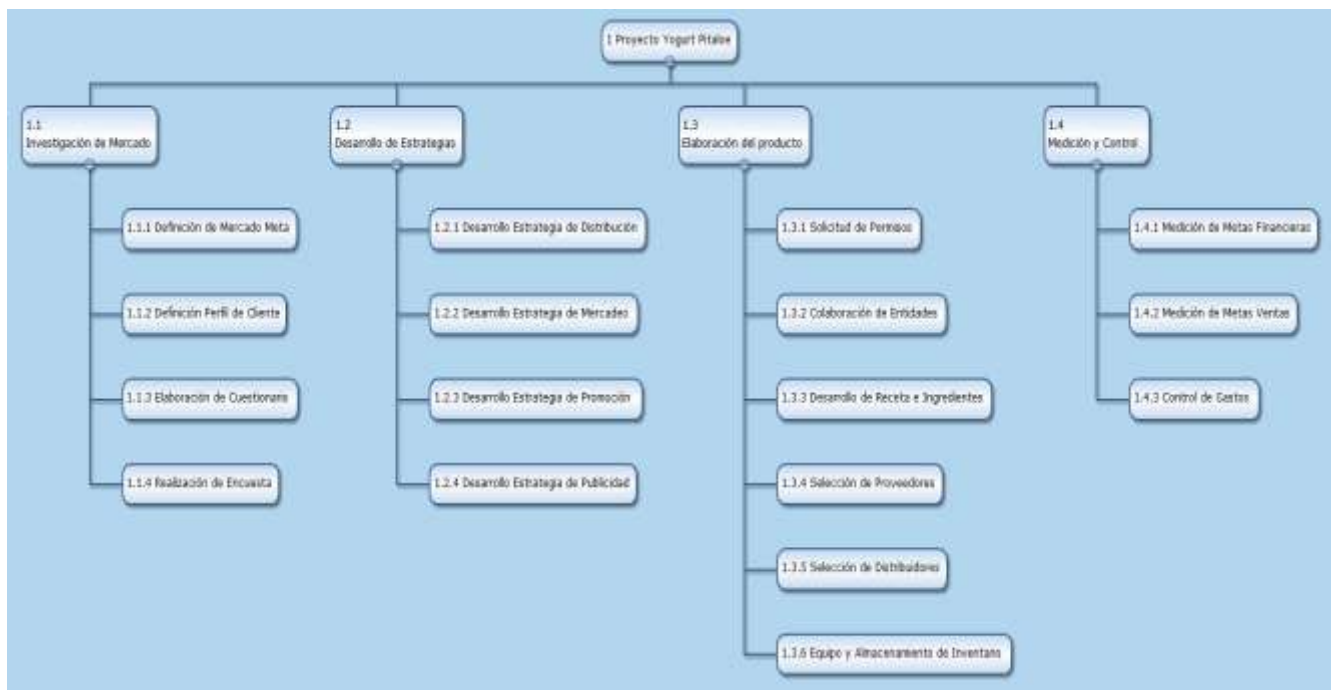 1 Proyecto Yogurt Pitaloe
1.1
Investigación de Mercado
1.1.1 Definición de Mercado Meta
1.1.2 Definición Perfil de Cliente
1.1.3 Elaboración de Cuestionario
1.1.4 Realización de Encuesta
1.2
Desarrollo de Estrategias
1.2.1 Desarrollo Estrategia de Distribución
1.2.2 Desarrollo Estrategia de Mercadeo
1.2.3 Desarrollo Estrategia de Promoción
1.2.4 Desarrollo Estrategia de Publicidad
1.3
Elaboración del producto
1.3.1 Solicitud de Permisos
1.3.2 Colaboración de Entidades
1.3.3 Desarrollo de Receta e Ingredientes
1.3.4 Selección de Proveedores
1.3.5 Selección de Distribuidores
1.3.6 Equipo y Almacenamiento de Inventario
1.4
Medición y Control
1.4.1 Medición de Metas Financieras
1.4.2 Medición de Metas Ventas
1.4.3 Control de Gastos